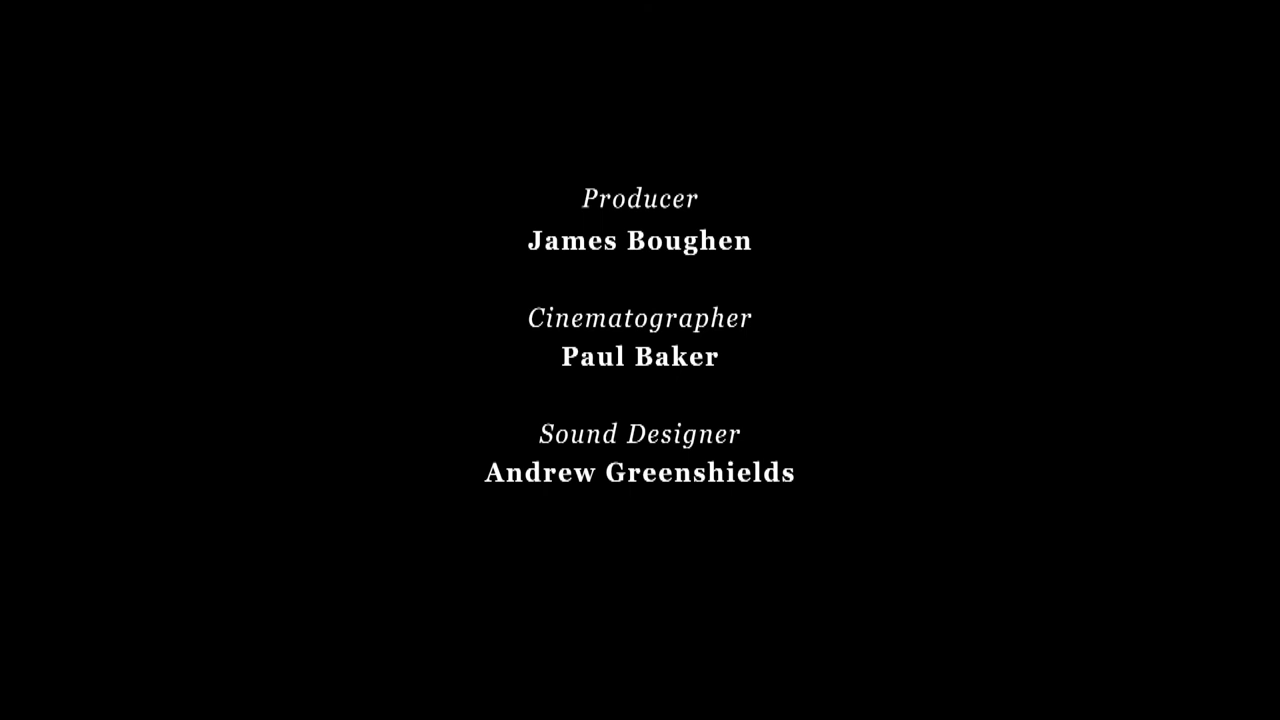 Producer
James Boughen
Cinematographer
Paul Baker
Sound Designer
Andrew Greenshields